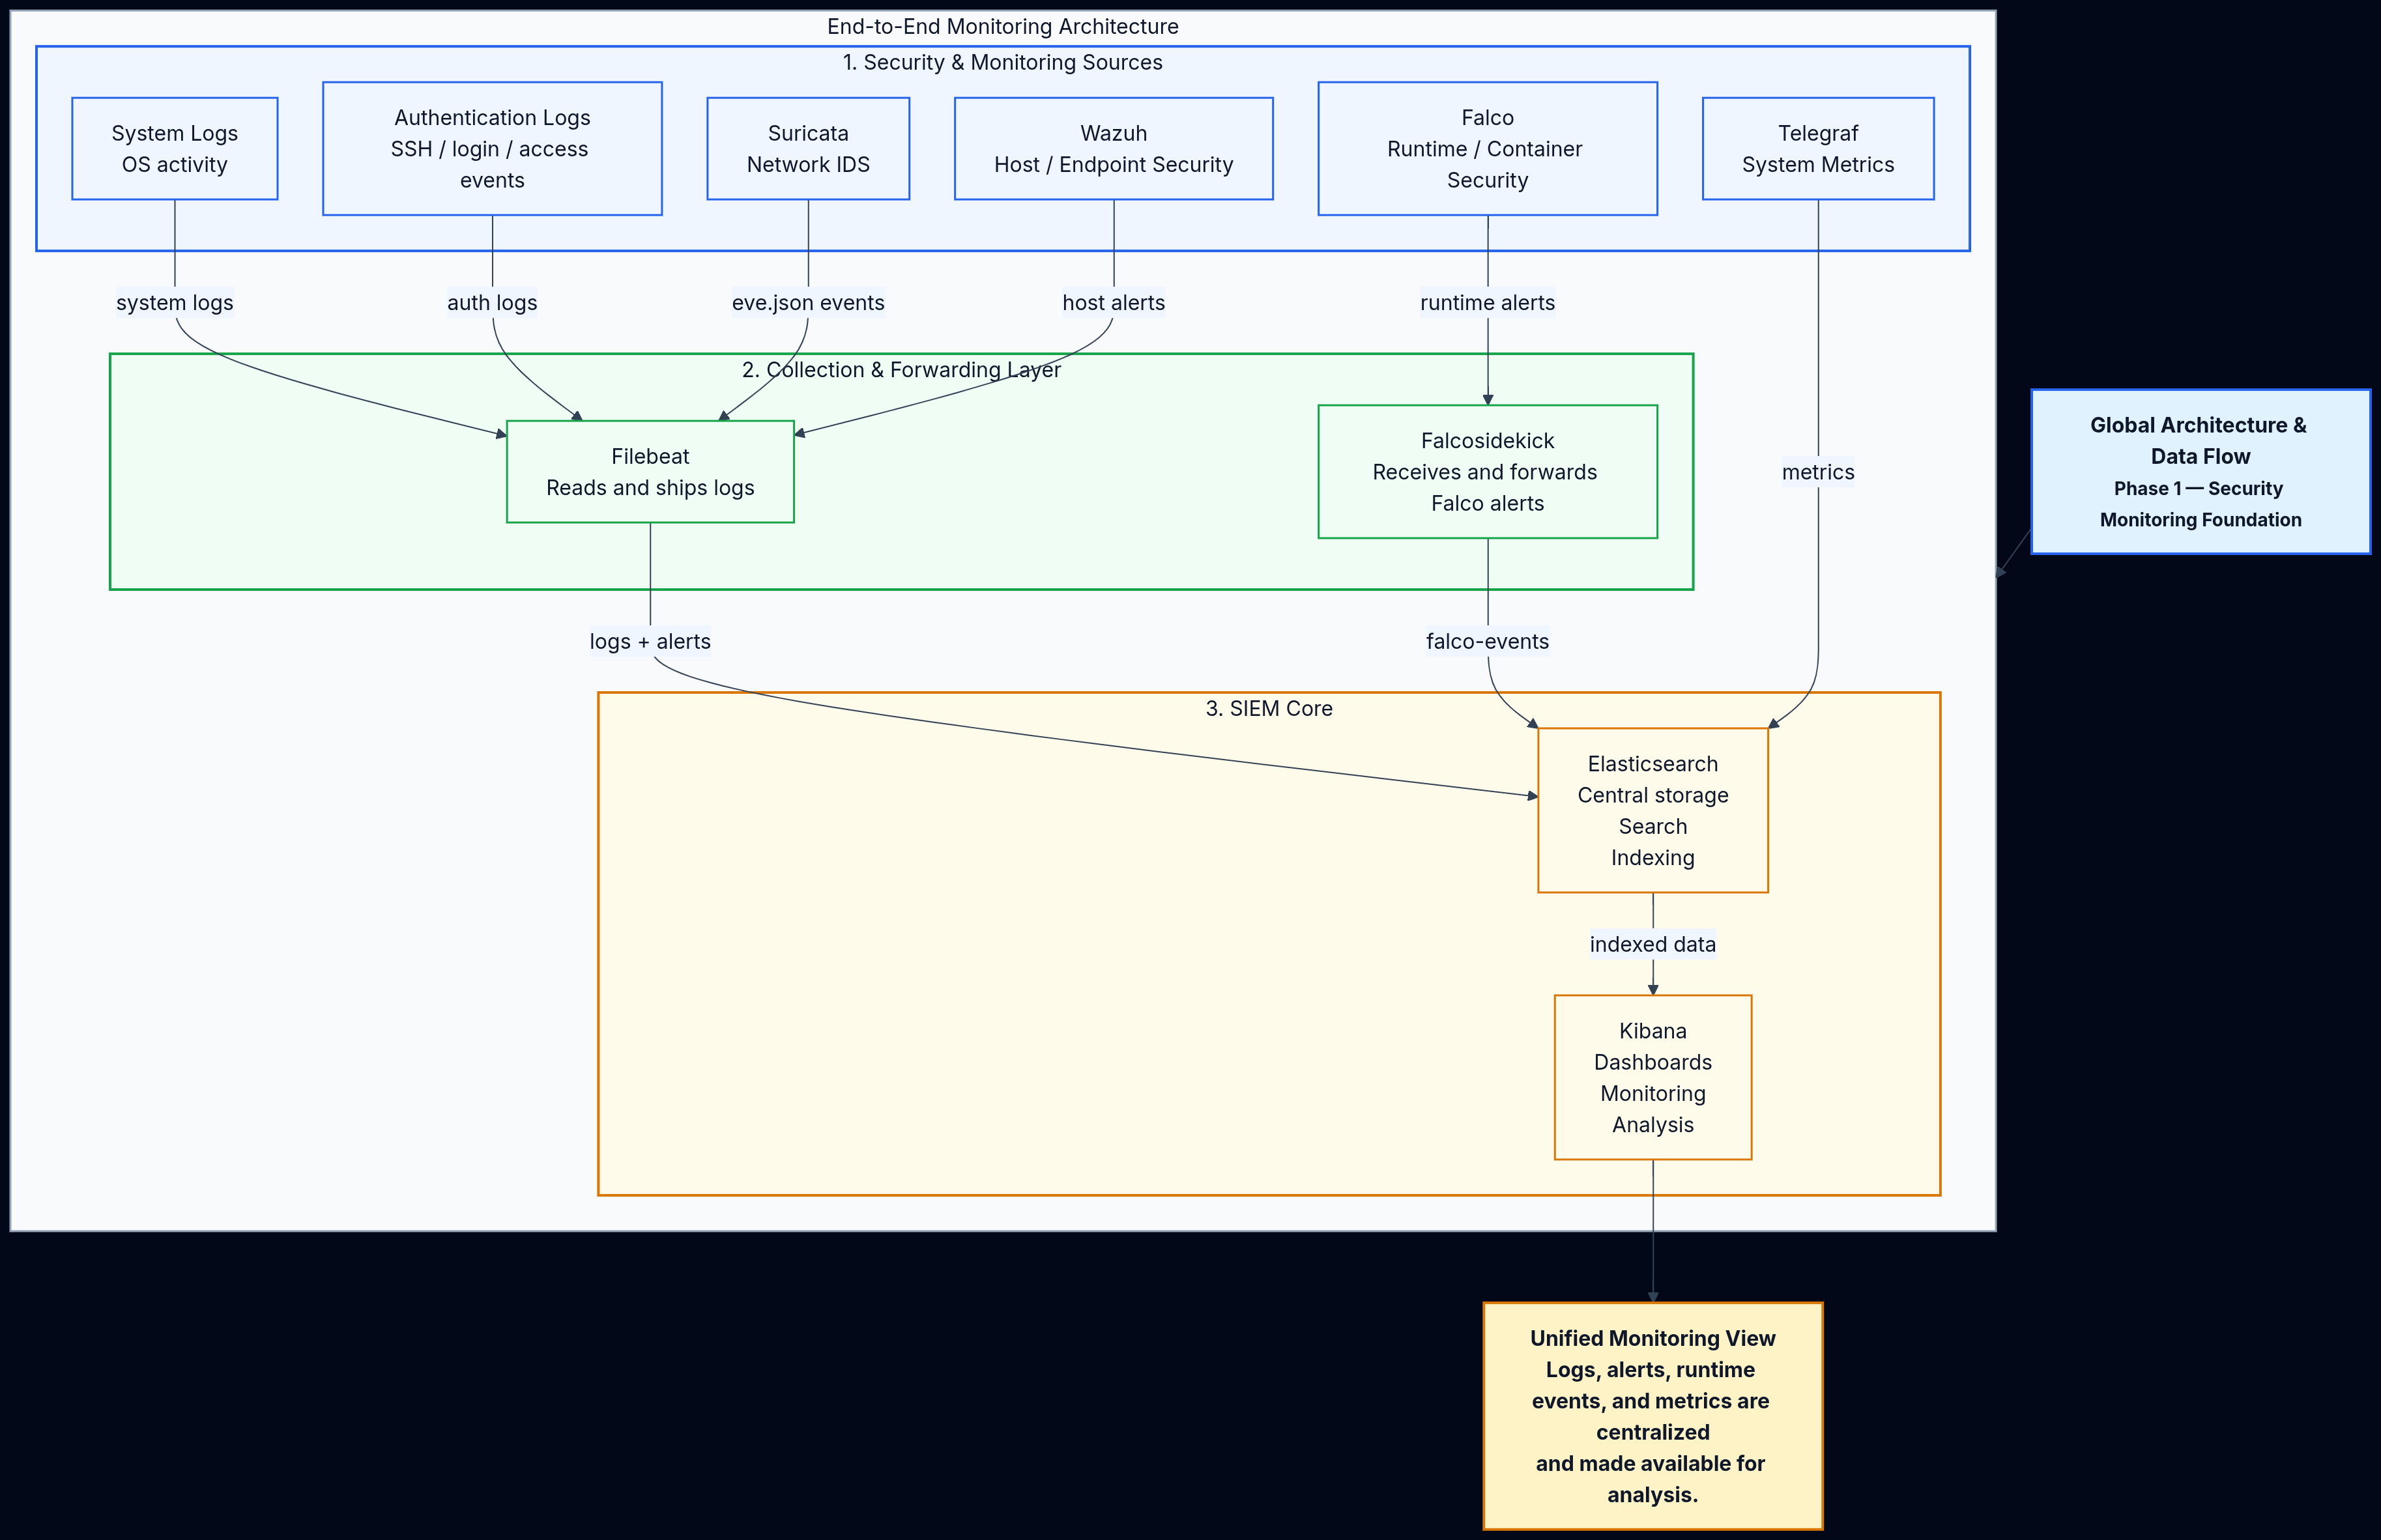 End-to-End Monitoring Architecture
1. Security & Monitoring Sources
System Logs
OS activity
Authentication Logs
SSH / login / access
events
Suricata
Network IDS
Wazuh
Host / Endpoint Security
Falco
Runtime / Container
Security
Telegraf
System Metrics
system logs
auth logs
eve.json events
host alerts
runtime alerts
2. Collection & Forwarding Layer
Filebeat
Reads and ships logs
Falcosidekick
Receives and forwards
Falco alerts
metrics
Global Architecture &
Data Flow
Phase 1 — Security
Monitoring Foundation
logs + alerts
falco-events
3. SIEM Core
Elasticsearch
Central storage
Search
Indexing
indexed data
Kibana
Dashboards
Monitoring
Analysis
Unified Monitoring View
Logs, alerts, runtime
events, and metrics are
centralized
and made available for
analysis.